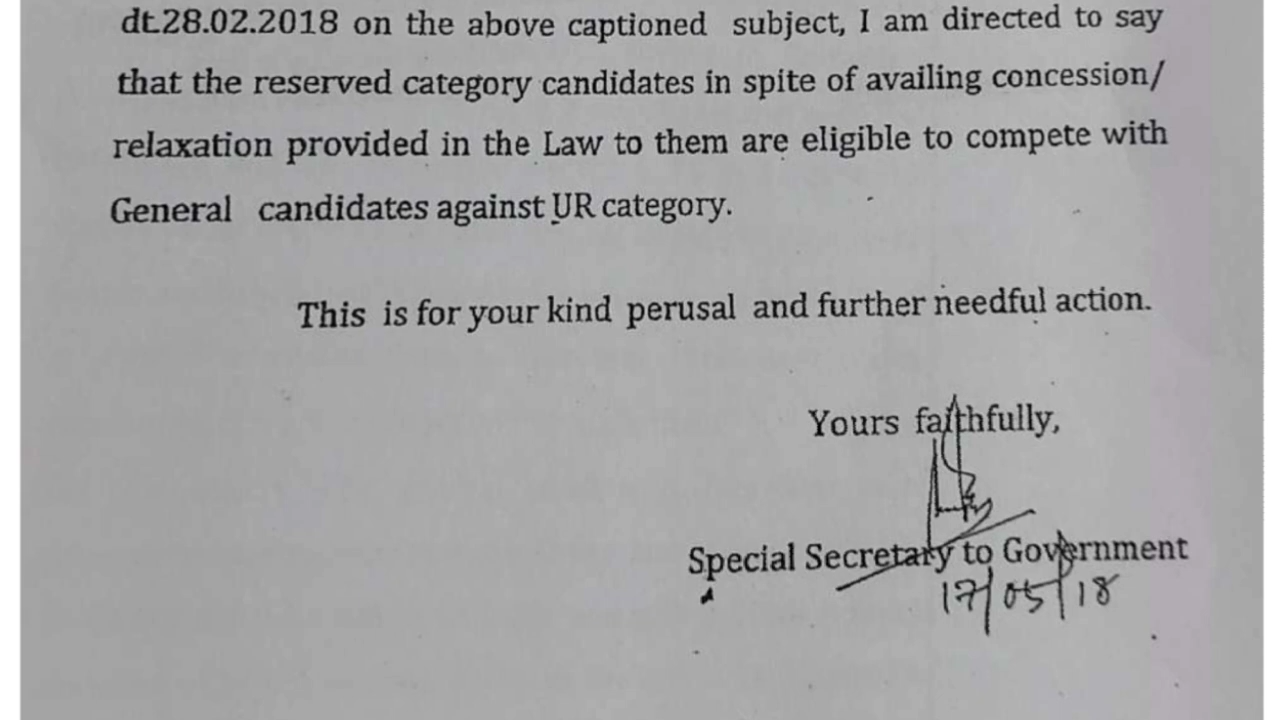 dt.28.02.2018 on the above captioned subject, I am directed to say
that the reserved category candidates in spite of availing concession/
relaxation provided in the Law to them are eligible to compete with
General candidates against UR category.
This is for your kind perusal and further needful action.
Yours faithfully,
Special Secretary to Government
17/05/18